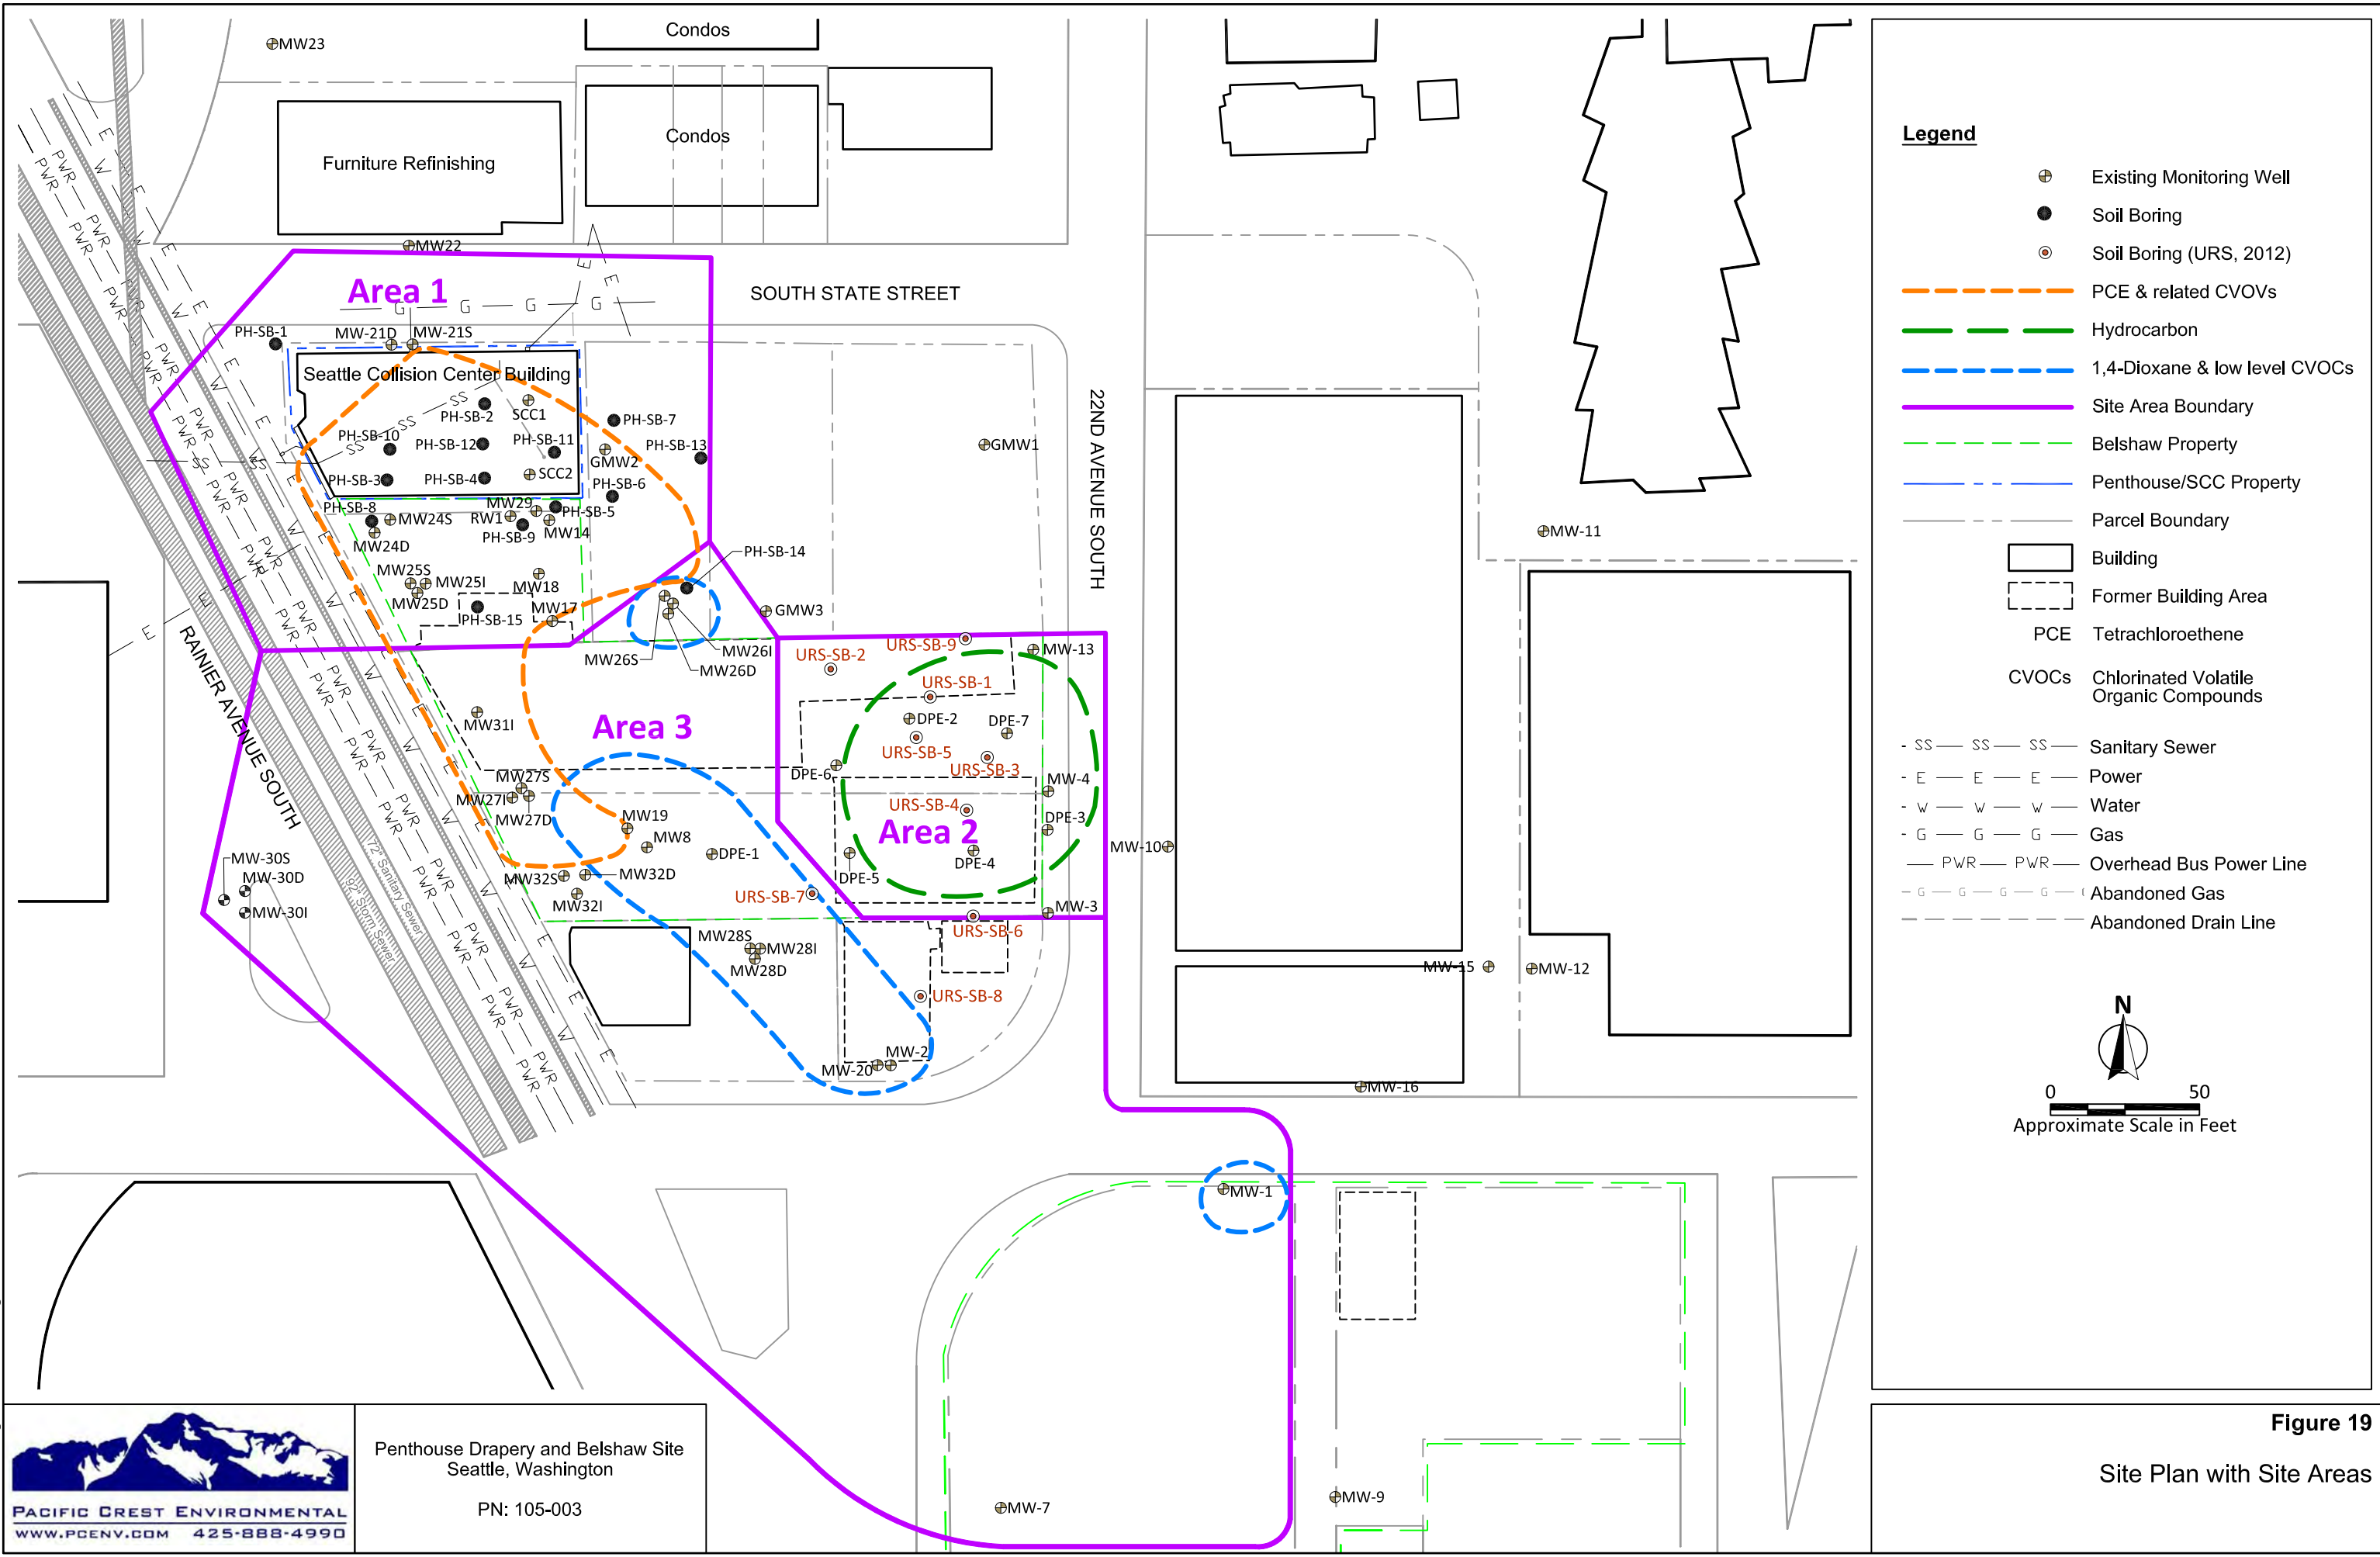 Condos
MW23
Condos
Furniture Refinishing
MW22
Area 1
SOUTH STATE STREET
G G G G
E E
PH-SB-1
MW-21D
MW-21S
Seattle Collision Center Building
PH-SB-2
SCC1
PH-SB-7
PH-SB-10
PH-SB-12
PH-SB-11
PH-SB-13
GMW2
GMW1
PH-SB-3
PH-SB-4
SCC2
PH-SB-6
PH-SB-8
MW29
PH-SB-5
MW24S
RW1
MW24D
PH-SB-9
MW14
22ND AVENUE SOUTH
MW-11
PH-SB-14
MW25S
MW25I
MW18
MW25D
MW17
GMW3
PH-SB-15
RAINIER AVENUE SOUTH
MW26S
MW26I
MW26D
URS-SB-2
URS-SB-9
MW-13
URS-SB-1
MW31I
Area 3
DPE-2
DPE-7
URS-SB-5
URS-SB-3
DPE-6
MW27S
MW27I
MW27D
MW-4
URS-SB-4
MW19
DPE-3
Area 2
MW8
DPE-1
MW-10
DPE-4
DPE-5
MW-30S
MW-30D
MW-30I
72" Sanitary Sewer
92" Storm Sewer
MW32S
MW32D
MW32I
URS-SB-7
MW-3
URS-SB-6
MW28S
MW28I
MW28D
MW-15
MW-12
URS-SB-8
MW-2
MW-20
MW-16
MW-1
MW-7
MW-9
Legend
Existing Monitoring Well
Soil Boring
Soil Boring (URS, 2012)
PCE & related CVOVs
Hydrocarbon
1,4-Dioxane & low level CVOCs
Site Area Boundary
Belshaw Property
Penthouse/SCC Property
Parcel Boundary
Building
Former Building Area
PCE Tetrachloroethene
CVOCs Chlorinated Volatile
Organic Compounds
SS SS SS Sanitary Sewer
E E E Power
W W W Water
G G G Gas
PWR PWR Overhead Bus Power Line
G G G G Abandoned Gas
Abandoned Drain Line
N
0 50
Approximate Scale in Feet
PACIFIC CREST ENVIRONMENTAL
WWW.PCENV.COM 425-888-4990
Penthouse Drapery and Belshaw Site
Seattle, Washington
PN: 105-003
Figure 19
Site Plan with Site Areas